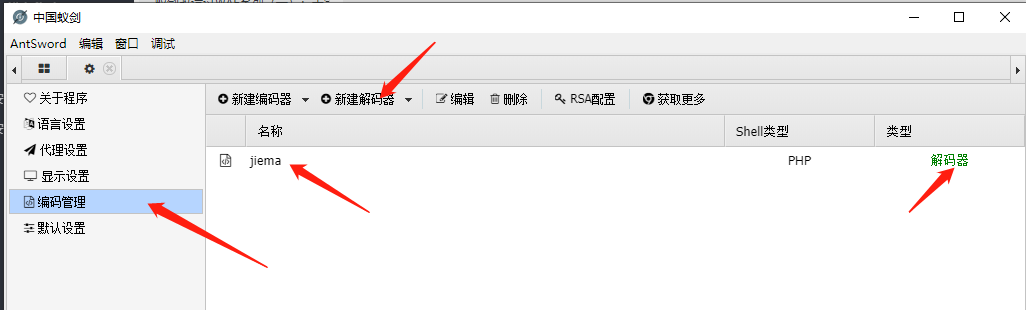 中国蚁剑
AntSword 编辑 窗口 调试
关于程序
语言设置
代理设置
显示设置
编码管理
默认设置
新建编码器 新建解码器 编辑 删除 RSA配置 获取更多
名称 Shell类型 类型
jiema PHP 解码器